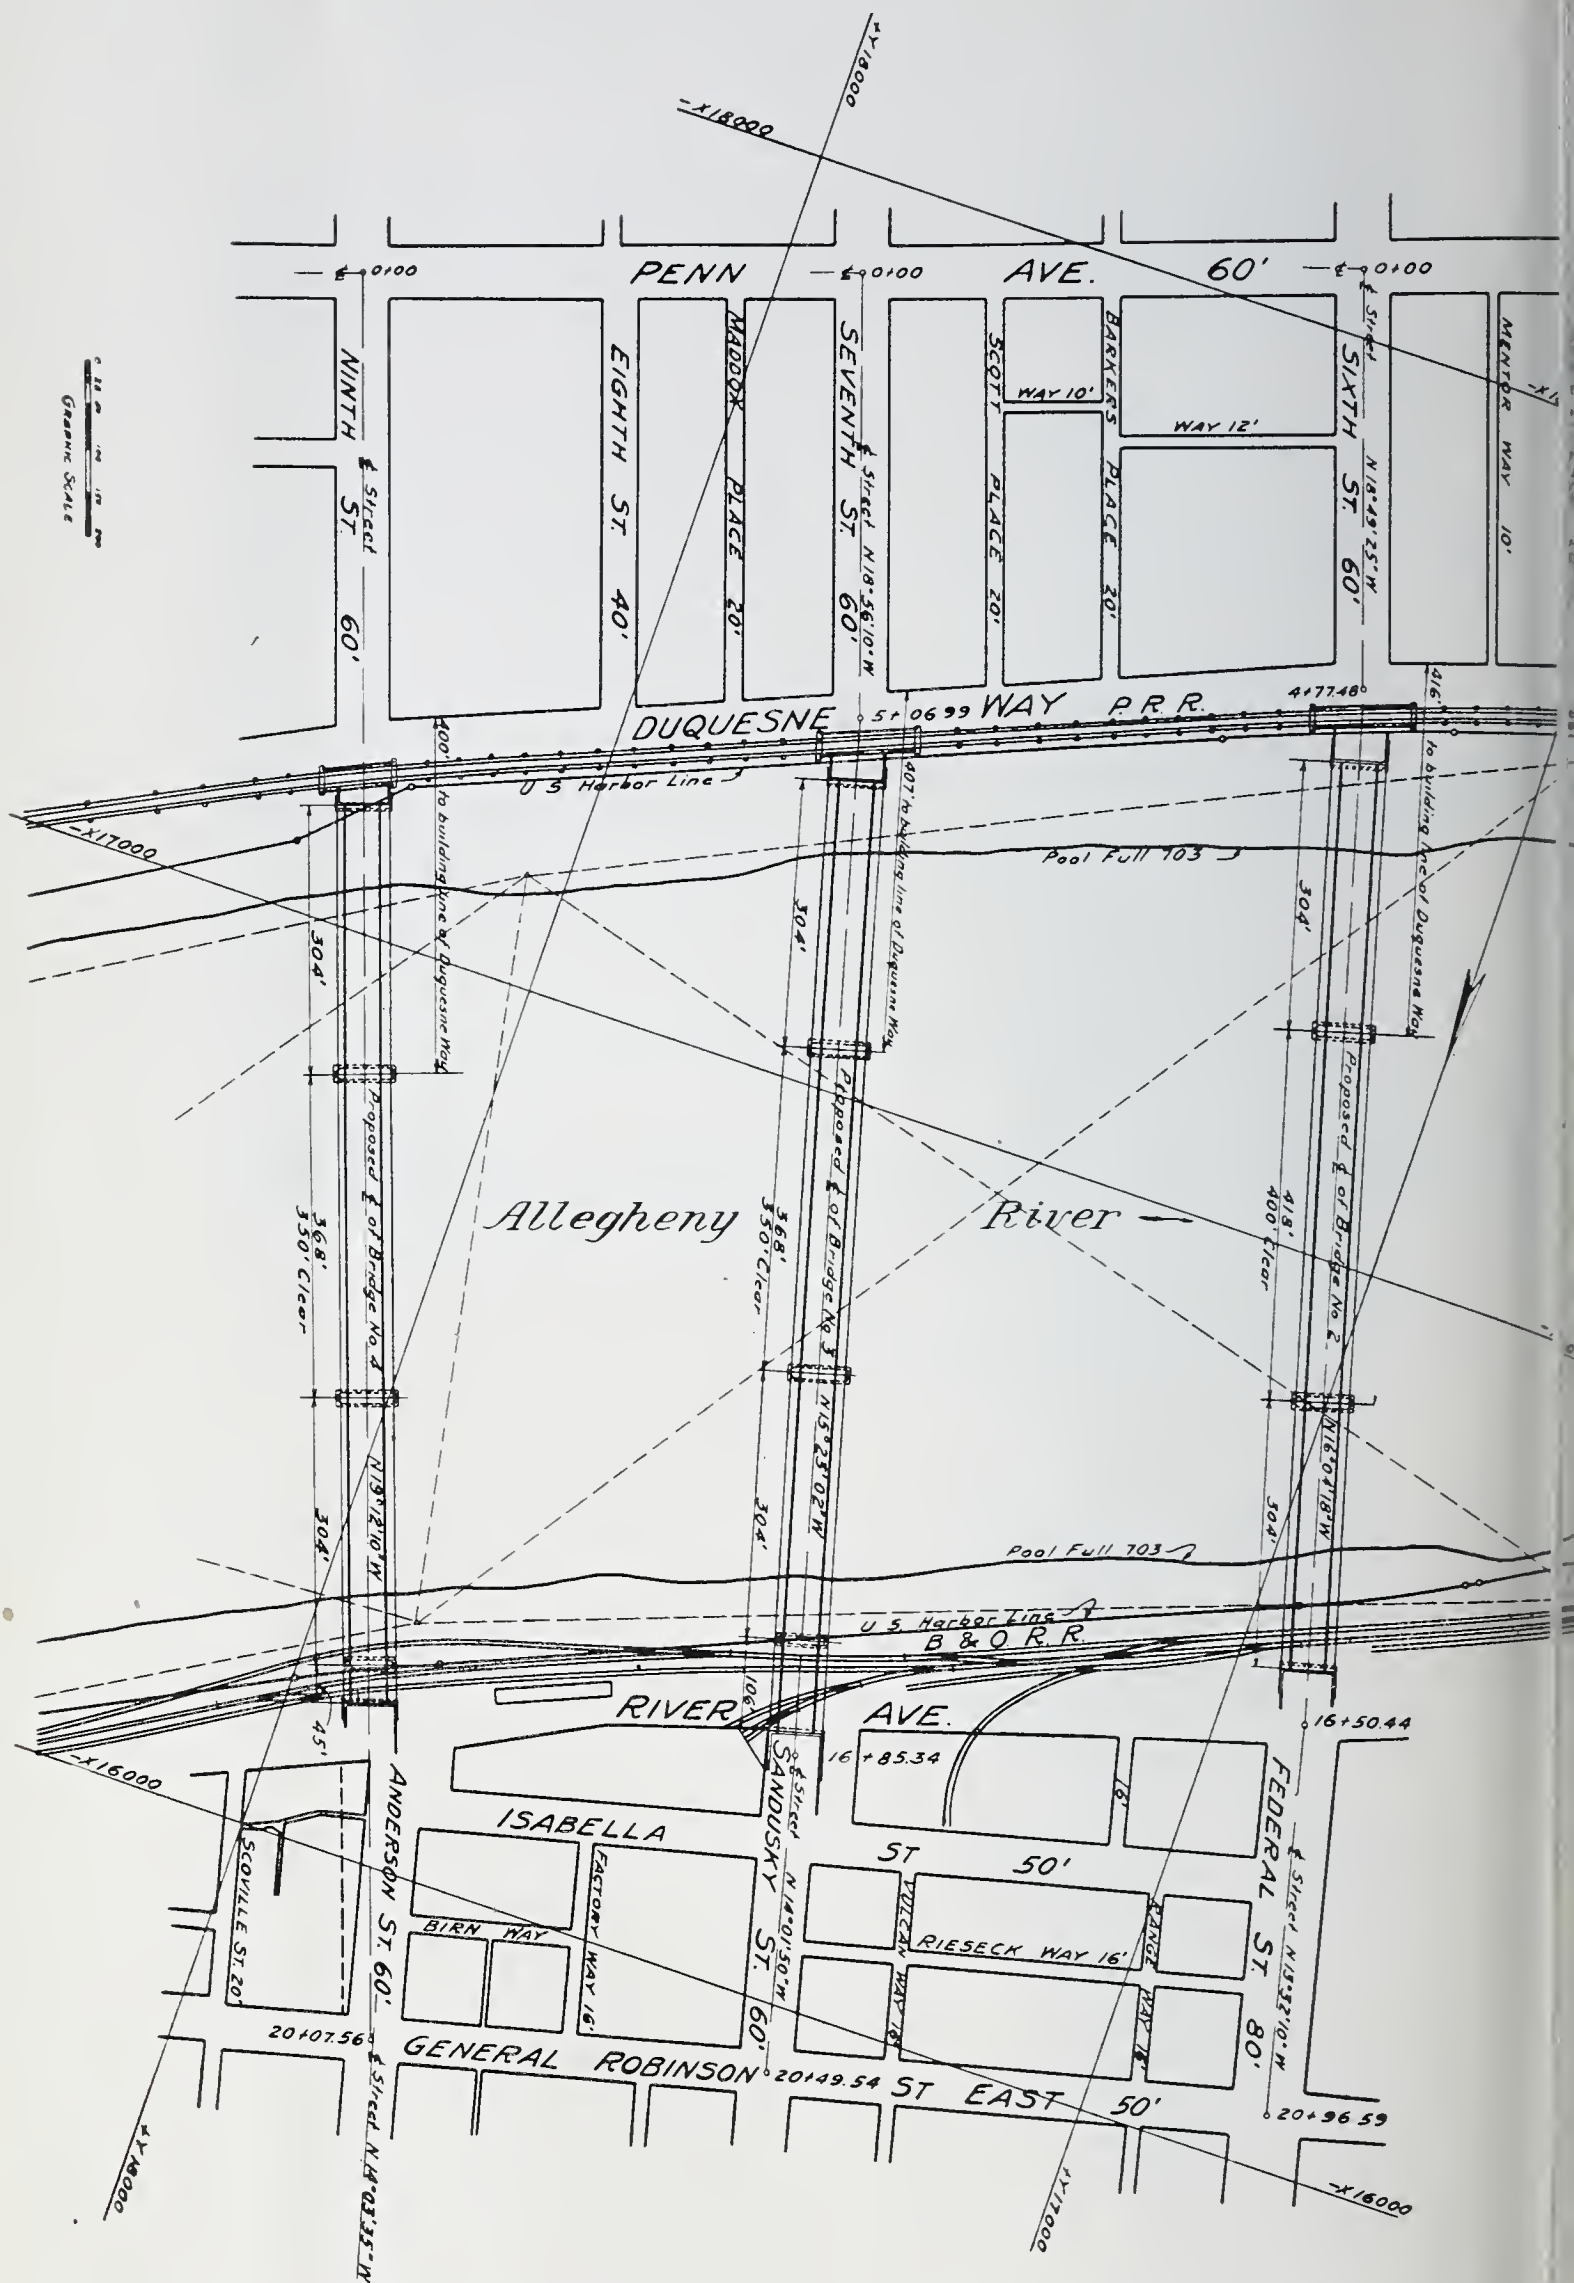 +Y18000
-X18000
℄ 0+00
PENN AVE. 60'
℄ 0+00
℄ 0+00
NINTH ST. 60'
℄ Street
EIGHTH ST. 40'
MADDOX PLACE 20'
SEVENTH ST 60'
℄ Street N18°56'10"W
SCOTT PLACE 20'
WAY 10'
BARKERS PLACE 20'
WAY 12'
SIXTH ST. 60'
℄ Street N18°49'25"W
MENTOR WAY 10'
GRAPHIC SCALE
DUQUESNE WAY P.R.R.
5+06.99
4+77.48
U S Harbor Line
400' to building line of Duquesne Way
407' to building line of Duquesne Way
416' to building line of Duquesne Way
-X17000
Pool Full 703
304'
304'
304'
Proposed ℄ of Bridge No. 4
N19°12'10"W
Proposed ℄ of Bridge No 3
N15°23'02"W
Proposed ℄ of Bridge No 2
N16°04'18"W
Allegheny River
368'
350' Clear
368'
350' Clear
418'
400' Clear
304'
304'
304'
Pool Full 703
U.S. Harbor Line
B & O. R. R.
RIVER AVE.
106'
45'
16+85.34
16+50.44
-X16000
ANDERSON ST. 60'
ISABELLA ST 50'
SANDUSKY ST. 60'
℄ Street N14°01'50"W
16'
FEDERAL ST. 80'
℄ Street N15°32'10"W
SCOVILLE ST. 20'
BIRN WAY
FACTORY WAY 16'
VULCAN WAY 16'
RIESECK WAY 16'
RANGE WAY 16'
20+07.56
GENERAL ROBINSON ST EAST 50'
20+49.54
20+96.59
+Y18000
℄ Street N14°03'35"W
+Y17000
-X16000